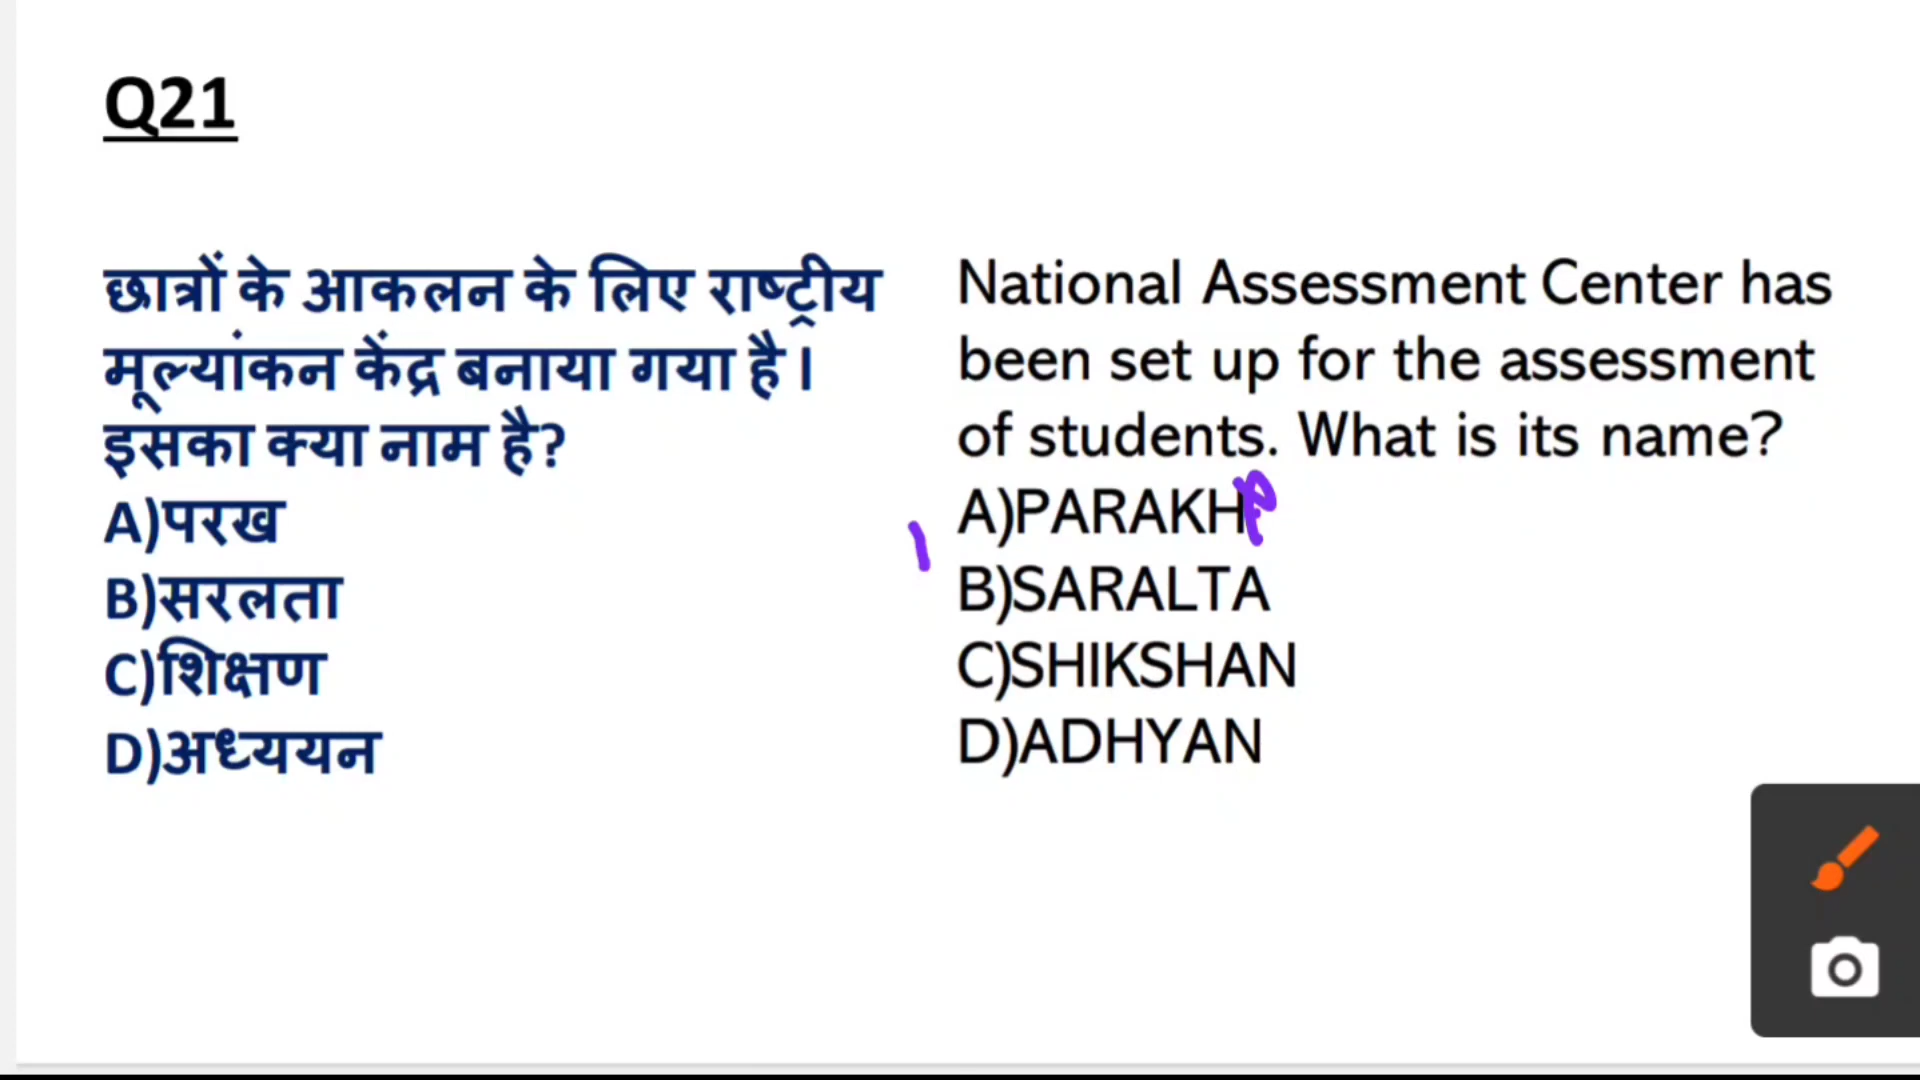 Q21
छात्रों के आकलन के लिए राष्ट्रीय
मूल्यांकन केंद्र बनाया गया है।
इसका क्या नाम है?
A)परख
B)सरलता
C)शिक्षण
D)अध्ययन
National Assessment Center has
been set up for the assessment
of students. What is its name?
A)PARAKH
B)SARALTA
C)SHIKSHAN
D)ADHYAN